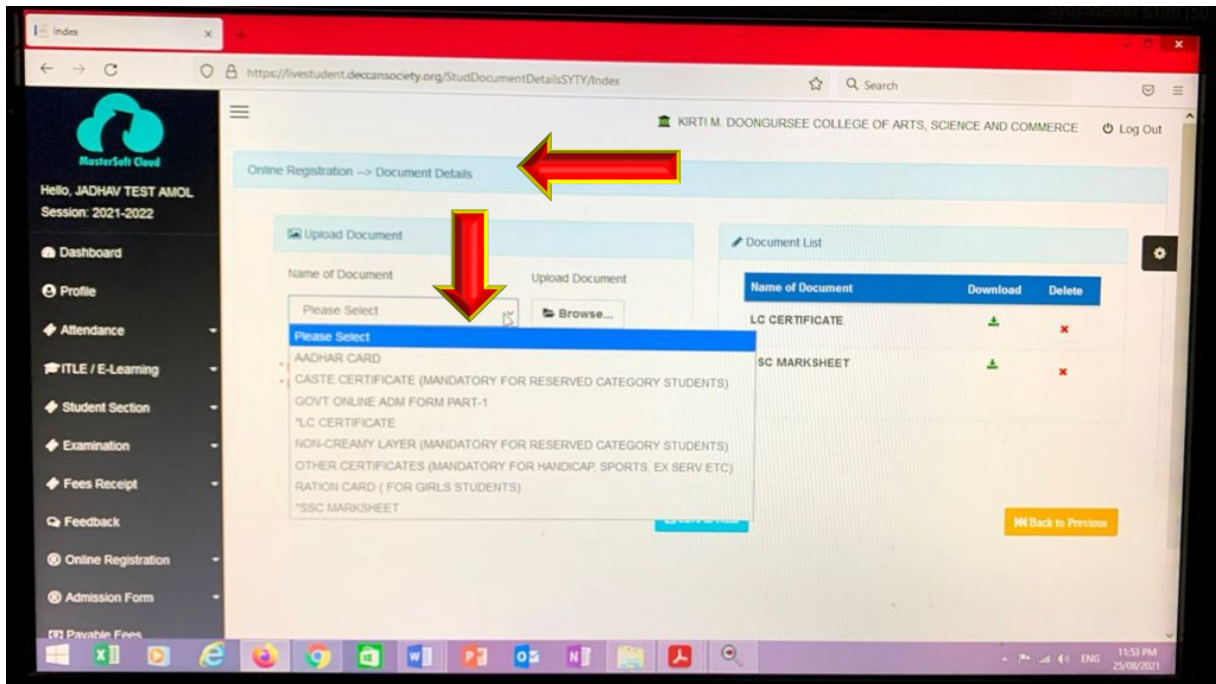 Index
https://livestudent.deccansociety.org/StudDocumentDetailsSYTY/Index
Search
KIRTI M. DOONGURSEE COLLEGE OF ARTS, SCIENCE AND COMMERCE
Log Out
MasterSoft Cloud
Hello, JADHAV TEST AMOL
Session: 2021-2022
Dashboard
Profile
Attendance
ITLE / E-Learning
Student Section
Examination
Fees Receipt
Feedback
Online Registration
Admission Form
Payable Fees
Online Registration --> Document Details
Upload Document
Name of Document
Upload Document
Please Select
Browse...
Please Select
AADHAR CARD
CASTE CERTIFICATE (MANDATORY FOR RESERVED CATEGORY STUDENTS)
GOVT ONLINE ADM FORM PART-1
*LC CERTIFICATE
NON-CREAMY LAYER (MANDATORY FOR RESERVED CATEGORY STUDENTS)
OTHER CERTIFICATES (MANDATORY FOR HANDICAP, SPORTS, EX SERV ETC)
RATION CARD ( FOR GIRLS STUDENTS)
*SSC MARKSHEET
Document List
Name of Document Download Delete
LC CERTIFICATE
SC MARKSHEET
Back to Previous
ENG
11:53 PM
25/08/2021